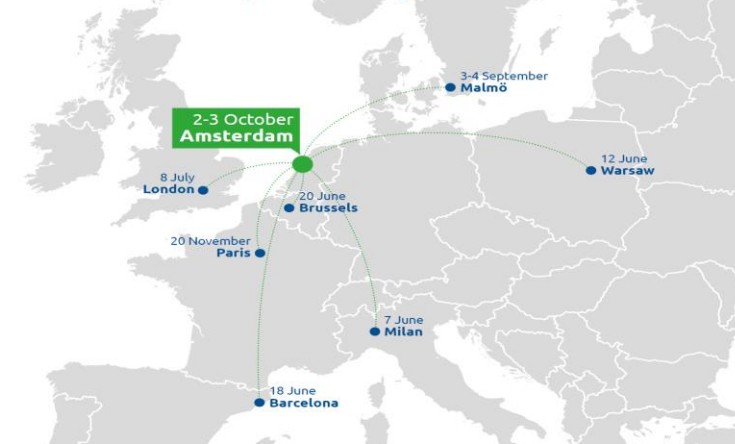 3-4 September
Malmö
2-3 October
Amsterdam
12 June
Warsaw
8 July
London
20 June
Brussels
20 November
Paris
7 June
Milan
18 June
Barcelona